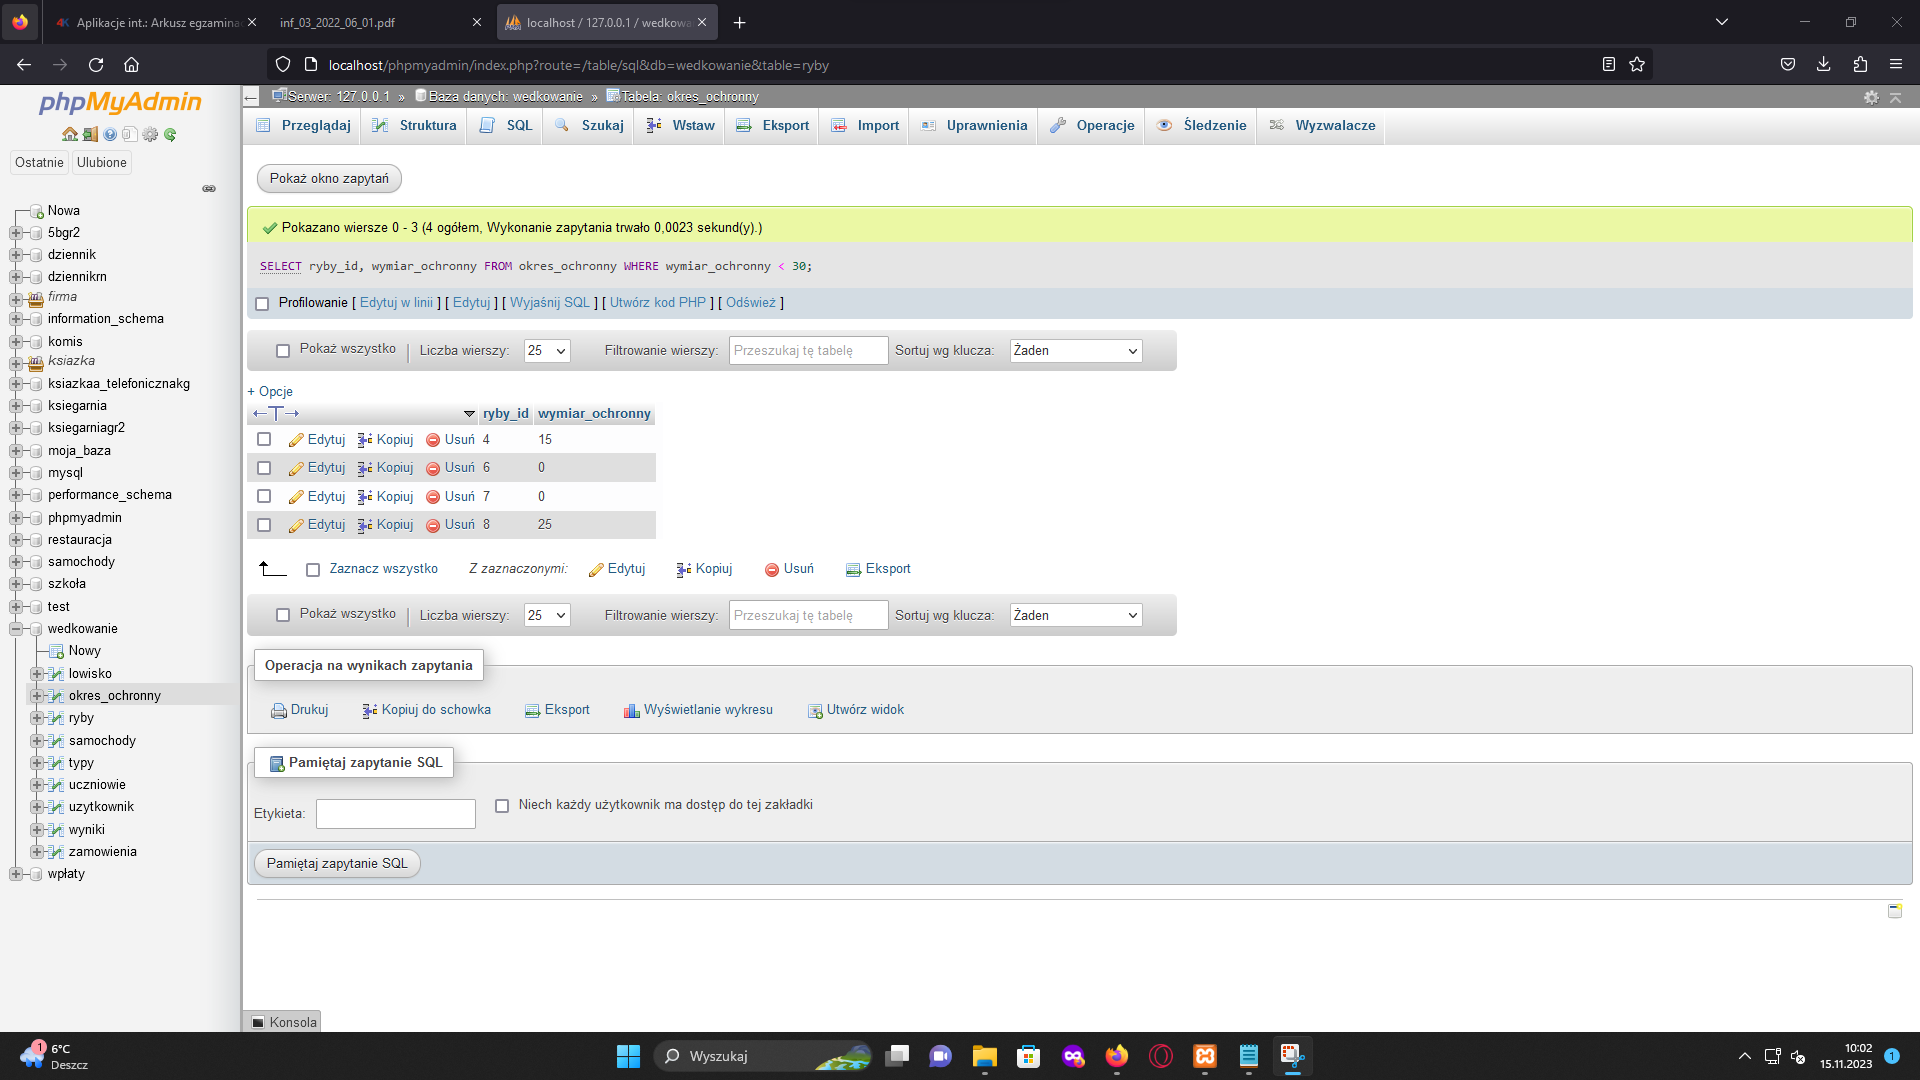 Aplikacje int.: Arkusz egzamina
inf_03_2022_06_01.pdf
localhost / 127.0.0.1 / wedkowa
localhost/phpmyadmin/index.php?route=/table/sql&db=wedkowanie&table=ryby
phpMyAdmin
Ostatnie
Ulubione
Nowa
5bgr2
dziennik
dziennikrn
firma
information_schema
komis
ksiazka
ksiazkaa_telefonicznakg
ksiegarnia
ksiegarniagr2
moja_baza
mysql
performance_schema
phpmyadmin
restauracja
samochody
szkoła
test
wedkowanie
Nowy
lowisko
okres_ochronny
ryby
samochody
typy
uczniowie
uzytkownik
wyniki
zamowienia
wpłaty
Serwer: 127.0.0.1 » Baza danych: wedkowanie » Tabela: okres_ochronny
Przeglądaj Struktura SQL Szukaj Wstaw Eksport Import Uprawnienia Operacje Śledzenie Wyzwalacze
Pokaż okno zapytań
Pokazano wiersze 0 - 3 (4 ogółem, Wykonanie zapytania trwało 0,0023 sekund(y).)
SELECT ryby_id, wymiar_ochronny FROM okres_ochronny WHERE wymiar_ochronny < 30;
Profilowanie [ Edytuj w linii ] [ Edytuj ] [ Wyjaśnij SQL ] [ Utwórz kod PHP ] [ Odśwież ]
Pokaż wszystko Liczba wierszy: 25 Filtrowanie wierszy: Przeszukaj tę tabelę Sortuj wg klucza: Żaden
+ Opcje
←T→ ryby_id wymiar_ochronny
Edytuj Kopiuj Usuń 4 15
Edytuj Kopiuj Usuń 6 0
Edytuj Kopiuj Usuń 7 0
Edytuj Kopiuj Usuń 8 25
Zaznacz wszystko Z zaznaczonymi: Edytuj Kopiuj Usuń Eksport
Pokaż wszystko Liczba wierszy: 25 Filtrowanie wierszy: Przeszukaj tę tabelę Sortuj wg klucza: Żaden
Operacja na wynikach zapytania
Drukuj Kopiuj do schowka Eksport Wyświetlanie wykresu Utwórz widok
Pamiętaj zapytanie SQL
Etykieta: Niech każdy użytkownik ma dostęp do tej zakładki
Pamiętaj zapytanie SQL
Konsola
1
6°C
Deszcz
Wyszukaj
10:02
15.11.2023
1